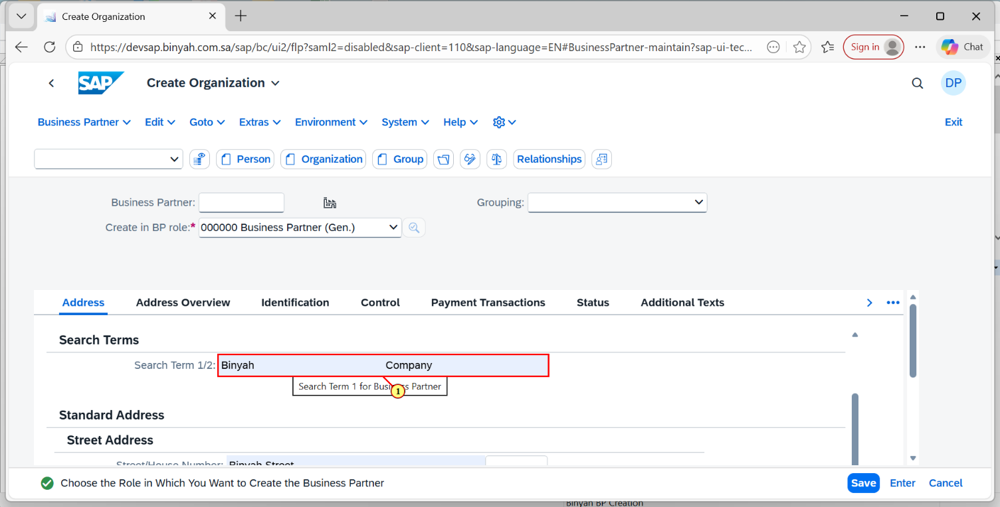 Create Organization
https://devsap.binyah.com.sa/sap/bc/ui2/flp?saml2=disabled&sap-client=110&sap-language=EN#BusinessPartner-maintain?sap-ui-tec...
Sign in
Chat
SAP
Create Organization
DP
Business Partner
Edit
Goto
Extras
Environment
System
Help
Exit
Person
Organization
Group
Relationships
Business Partner:
Grouping:
Create in BP role:* 000000 Business Partner (Gen.)
Address
Address Overview
Identification
Control
Payment Transactions
Status
Additional Texts
Search Terms
Search Term 1/2: Binyah Company
Search Term 1 for Business Partner
1
Standard Address
Street Address
Street/House Number: Binyah Street
Choose the Role in Which You Want to Create the Business Partner
Save
Enter
Cancel
Binyah BP Creation